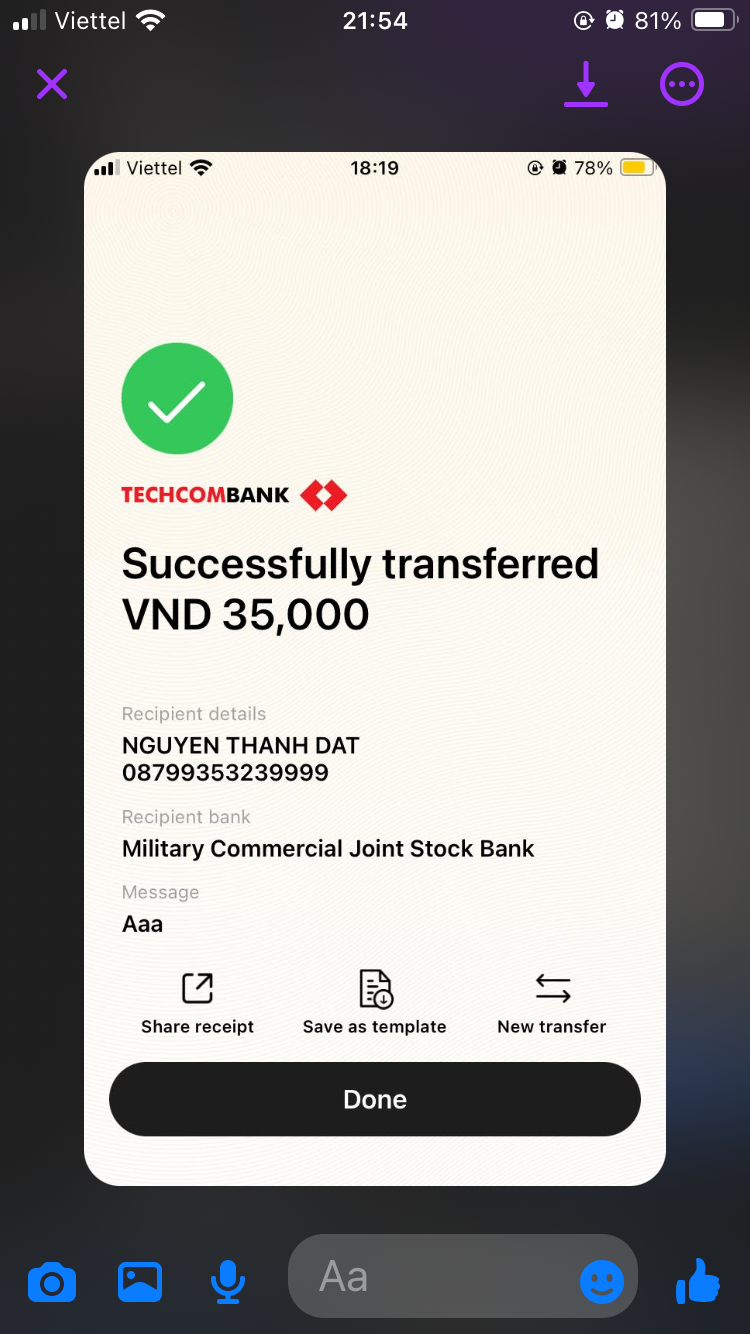 Viettel 21:54 81%
Viettel 18:19 78%
TECHCOMBANK
Successfully transferred
VND 35,000
Recipient details
NGUYEN THANH DAT
08799353239999
Recipient bank
Military Commercial Joint Stock Bank
Message
Aaa
Share receipt Save as template New transfer
Done
Aa